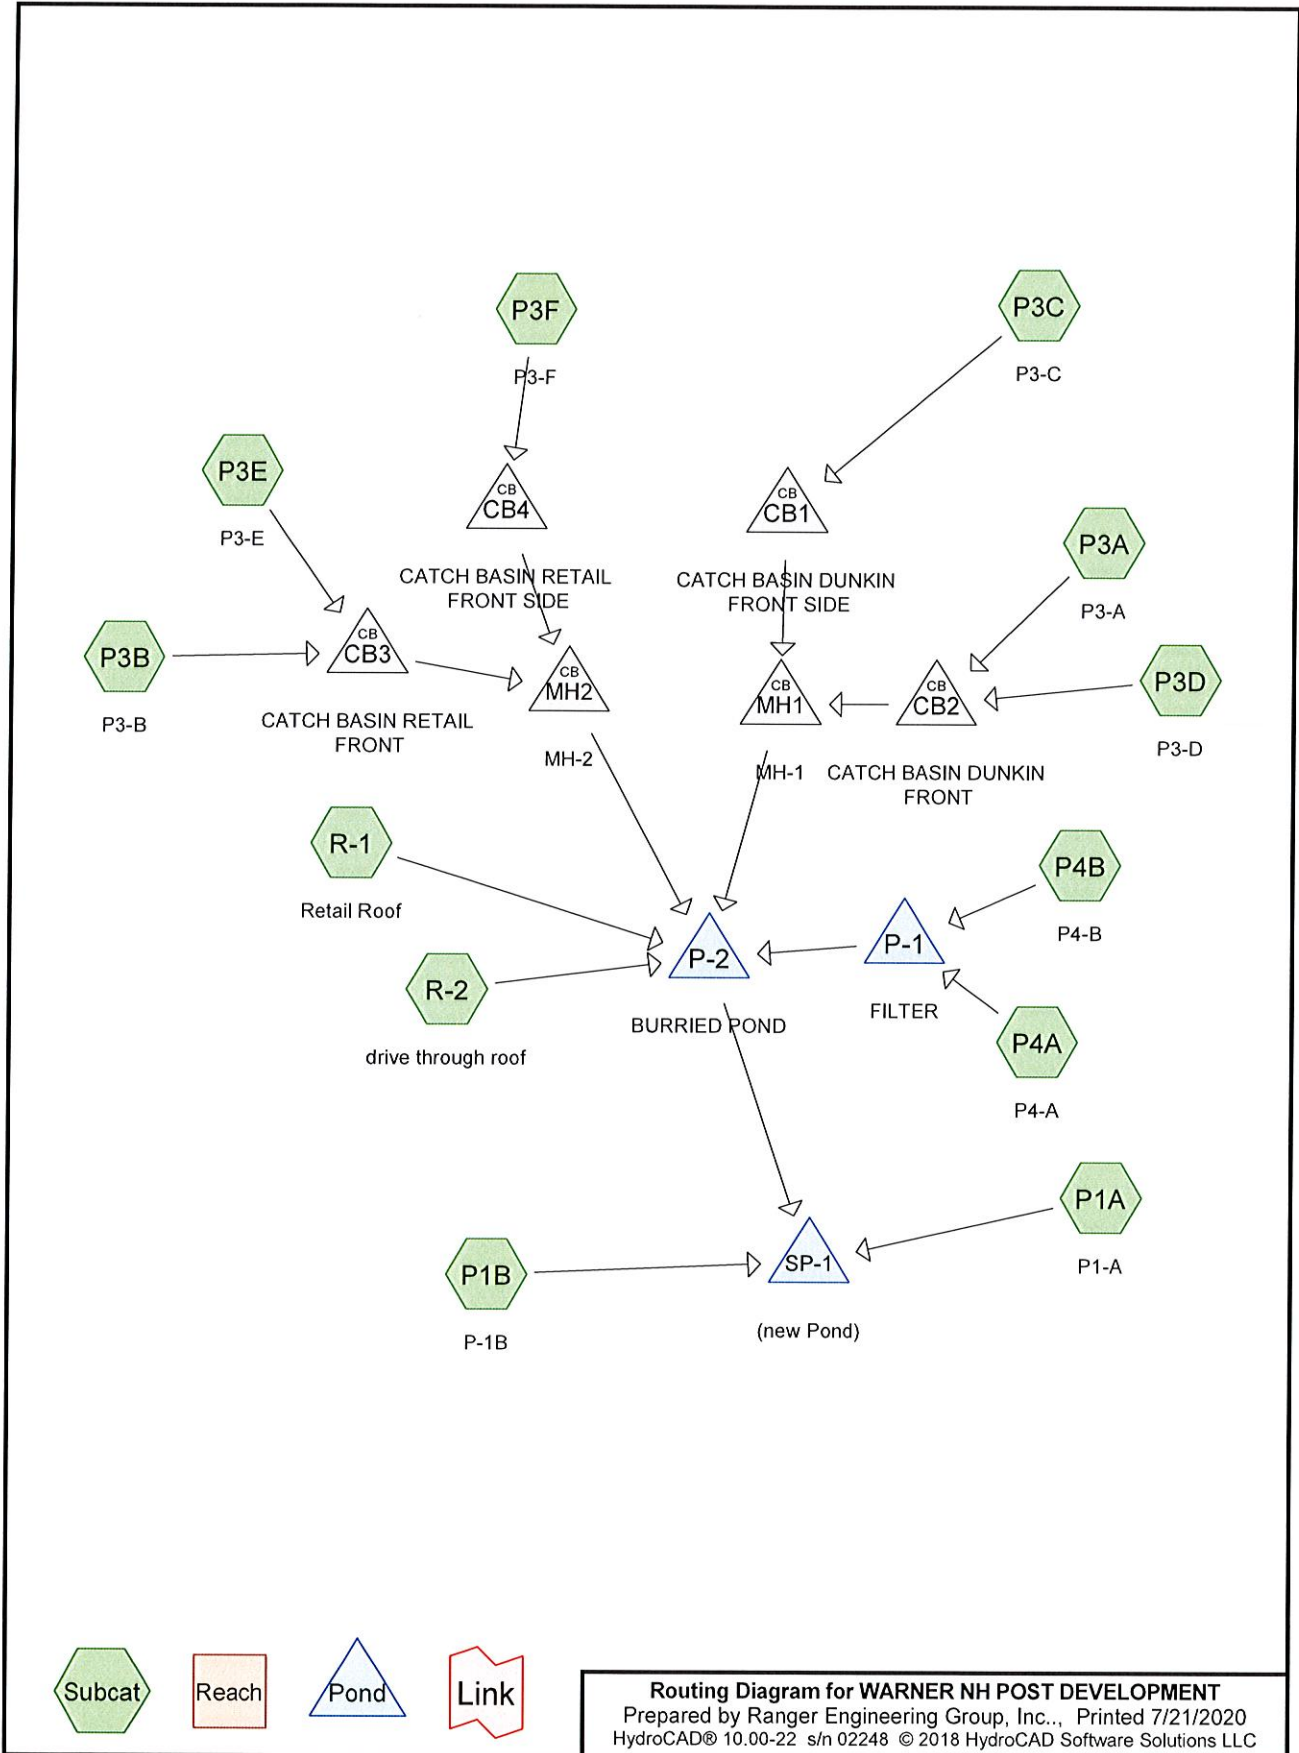 P3F
P3-F
P3C
P3-C
P3E
P3-E
CB
CB4
CATCH BASIN RETAIL
FRONT SIDE
CB
CB1
CATCH BASIN DUNKIN
FRONT SIDE
P3A
P3-A
P3B
P3-B
CB
CB3
CATCH BASIN RETAIL
FRONT
CB
MH2
MH-2
CB
MH1
MH-1
CB
CB2
CATCH BASIN DUNKIN
FRONT
P3D
P3-D
R-1
Retail Roof
P4B
P4-B
P-2
BURRIED POND
P-1
FILTER
R-2
drive through roof
P4A
P4-A
P1A
P1-A
P1B
P-1B
SP-1
(new Pond)
Subcat
Reach
Pond
Link
Routing Diagram for WARNER NH POST DEVELOPMENT
Prepared by Ranger Engineering Group, Inc.., Printed 7/21/2020
HydroCAD® 10.00-22 s/n 02248 © 2018 HydroCAD Software Solutions LLC